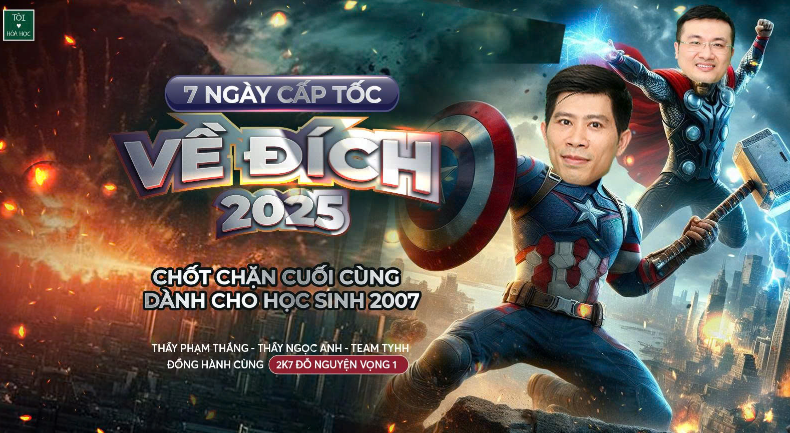 TÔI
HÓA HỌC
7 NGÀY CẤP TỐC
VỀ ĐÍCH
2025
CHỐT CHẶN CUỐI CÙNG
DÀNH CHO HỌC SINH 2007
THẦY PHẠM THẮNG - THẦY NGỌC ANH - TEAM TYHH
ĐỒNG HÀNH CÙNG 2K7 ĐỖ NGUYỆN VỌNG 1